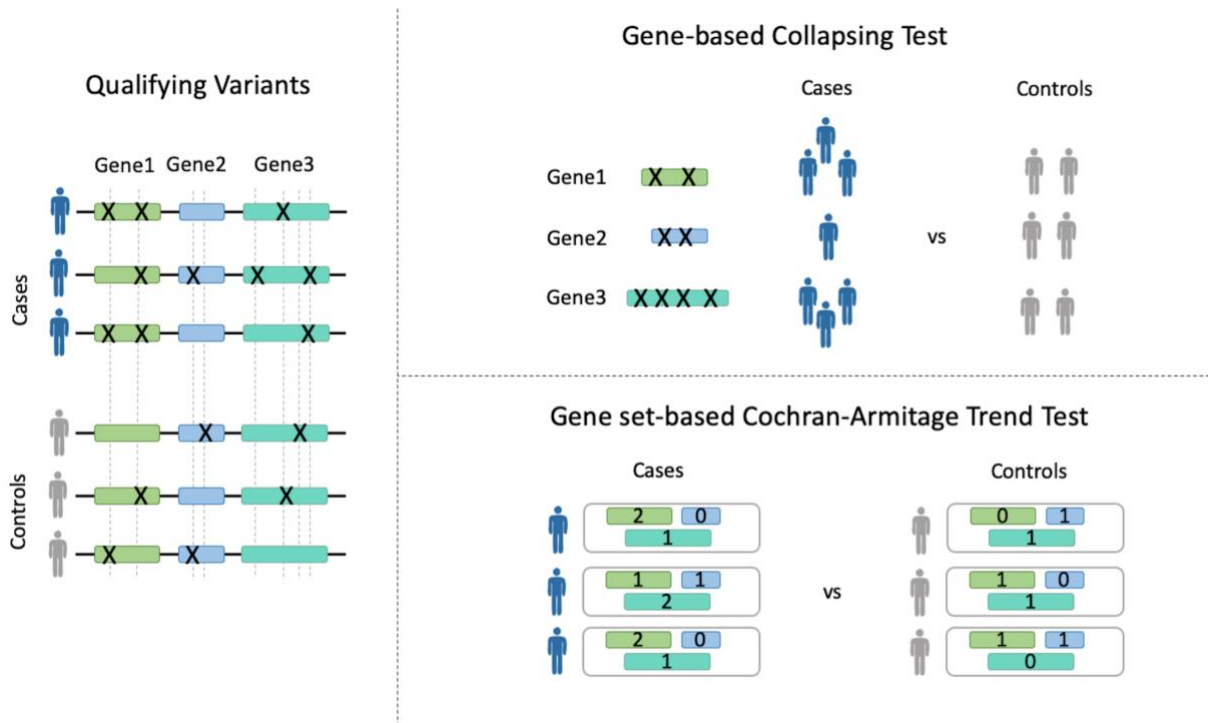 Qualifying Variants
Gene1 Gene2 Gene3
Cases
X X X
X X X X
X X X
Controls
X X
X X
X X
Gene-based Collapsing Test
Cases Controls
Gene1 X X
Gene2 X X vs
Gene3 X X X X
Gene set-based Cochran-Armitage Trend Test
Cases Controls
2 0 0 1
1 1
1 1 vs 1 0
2 1
2 0 1 1
1 0